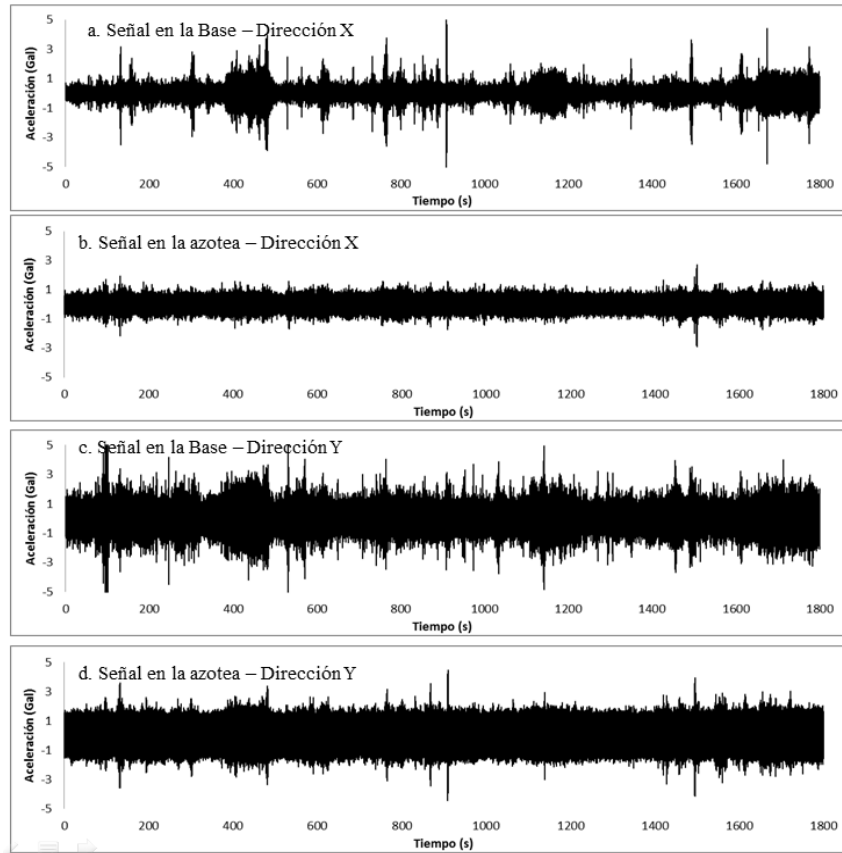 a. Señal en la Base – Dirección X
Aceleración (Gal)
5
3
1
-1
-3
-5
0 200 400 600 800 1000 1200 1400 1600 1800
Tiempo (s)
b. Señal en la azotea – Dirección X
Aceleración (Gal)
5
3
1
-1
-3
-5
0 200 400 600 800 1000 1200 1400 1600 1800
Tiempo (s)
c. Señal en la Base – Dirección Y
Aceleración (Gal)
5
3
1
-1
-3
-5
0 200 400 600 800 1000 1200 1400 1600 1800
Tiempo (s)
d. Señal en la azotea – Dirección Y
Aceleración (Gal)
5
3
1
-1
-3
-5
0 200 400 600 800 1000 1200 1400 1600 1800
Tiempo (s)